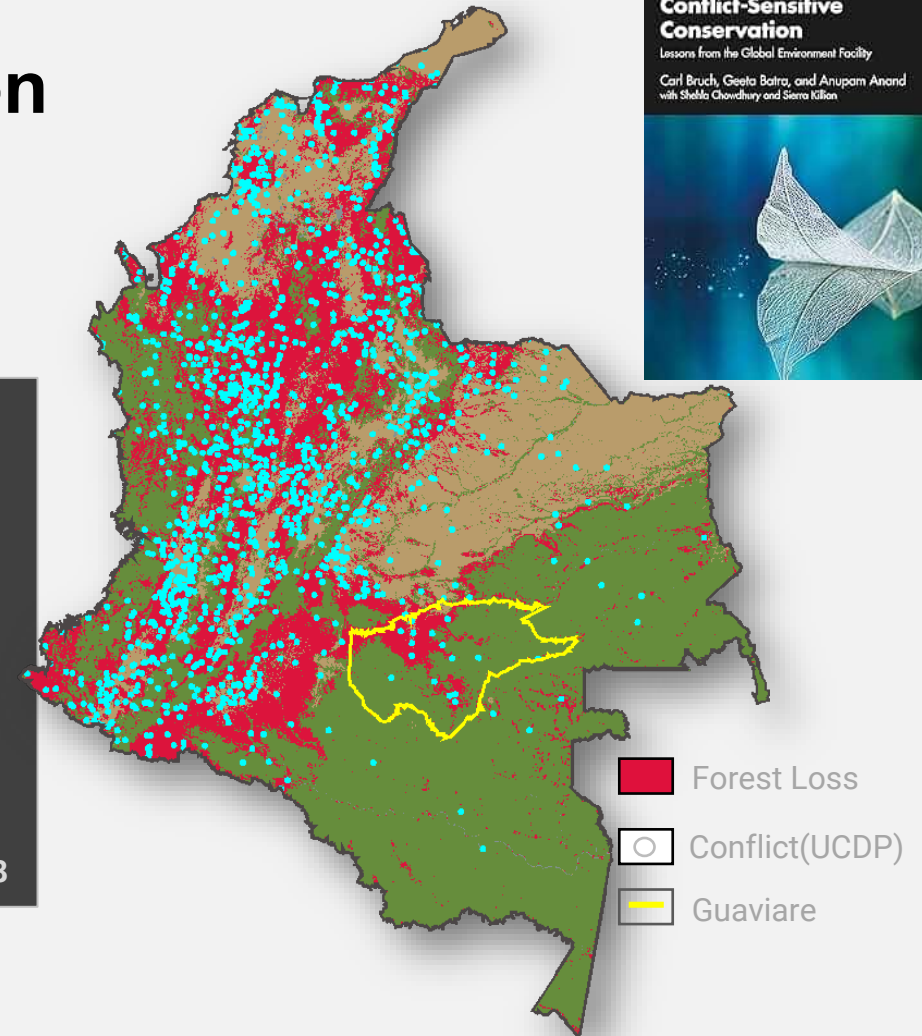 n
Conflict-Sensitive
Conservation
Lessons from the Global Environment Facility
Carl Bruch, Geeta Batra, and Anupam Anand
with Shehla Chowdhury and Sierra Killian
Forest Loss
Conflict(UCDP)
Guaviare